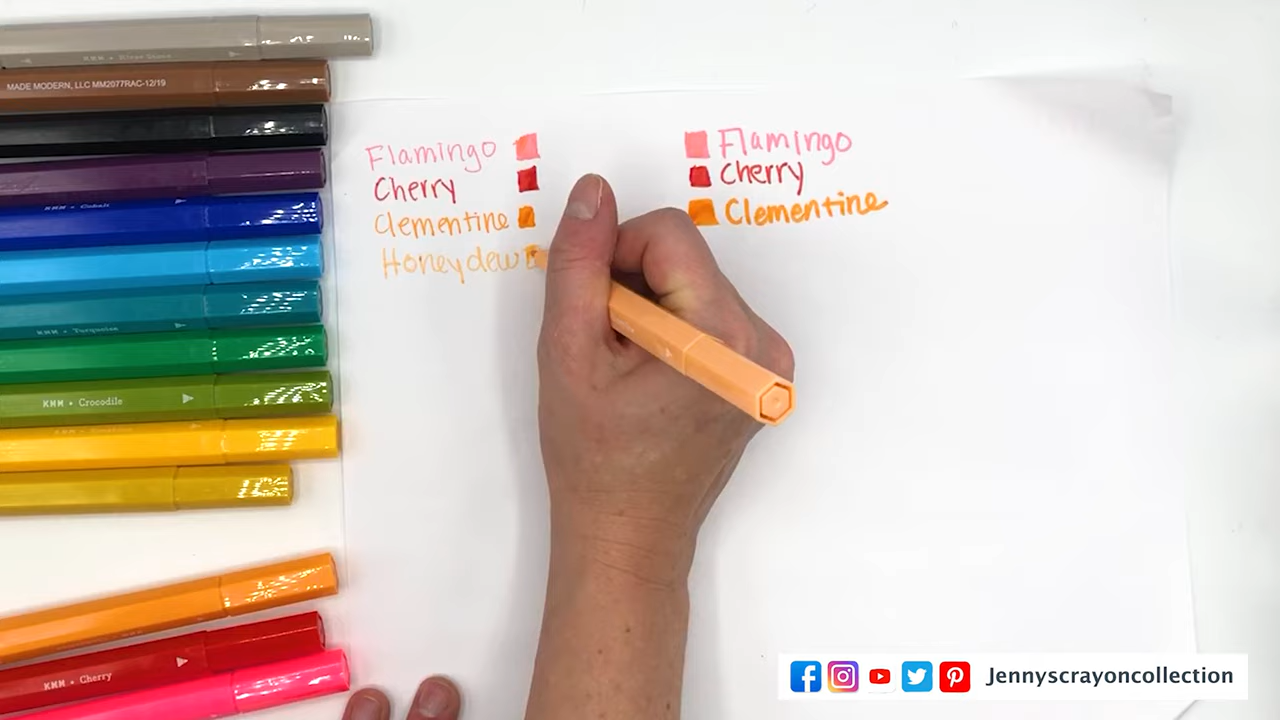 MADE MODERN, LLC MM2077RAC-12/19
KMM • Cobalt
KMM • Turquoise
KMM • Crocodile
KMM • Cherry
Flamingo
Cherry
Clementine
Honeydew
Flamingo
Cherry
Clementine
Jennyscrayoncollection